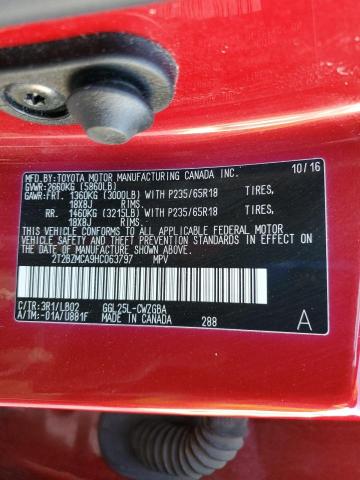 MFD.BY:TOYOTA MOTOR MANUFACTURING CANADA INC. 10/16
GVWR:2660KG (5860LB)
GAWR:FRT. 1360KG (3000LB) WITH P235/65R18 TIRES,
18X8J RIMS.
RR. 1460KG (3215LB) WITH P235/65R18 TIRES,
18X8J RIMS.
THIS VEHICLE CONFORMS TO ALL APPLICABLE FEDERAL MOTOR
VEHICLE SAFETY STANDARDS IN EFFECT ON THE DATE OF
MANUFACTURE SHOWN ABOVE.
2T2BZMCA9HC063797 MPV
C/TR:3R1/LB02 GGL25L-CWZGBA
A/TM:-01A/U881F MADE IN CANADA 288 A